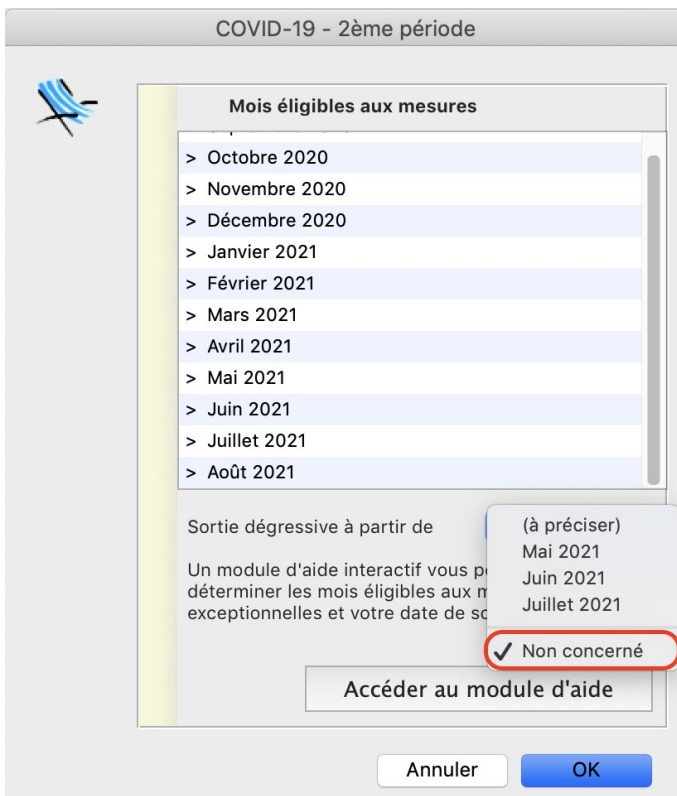 COVID-19 - 2ème période
Mois éligibles aux mesures
> Octobre 2020
> Novembre 2020
> Décembre 2020
> Janvier 2021
> Février 2021
> Mars 2021
> Avril 2021
> Mai 2021
> Juin 2021
> Juillet 2021
> Août 2021
Sortie dégressive à partir de
(à préciser)
Mai 2021
Juin 2021
Juillet 2021
✓ Non concerné
Un module d'aide interactif vous
déterminer les mois éligibles aux
exceptionnelles et votre date de
Accéder au module d'aide
Annuler
OK